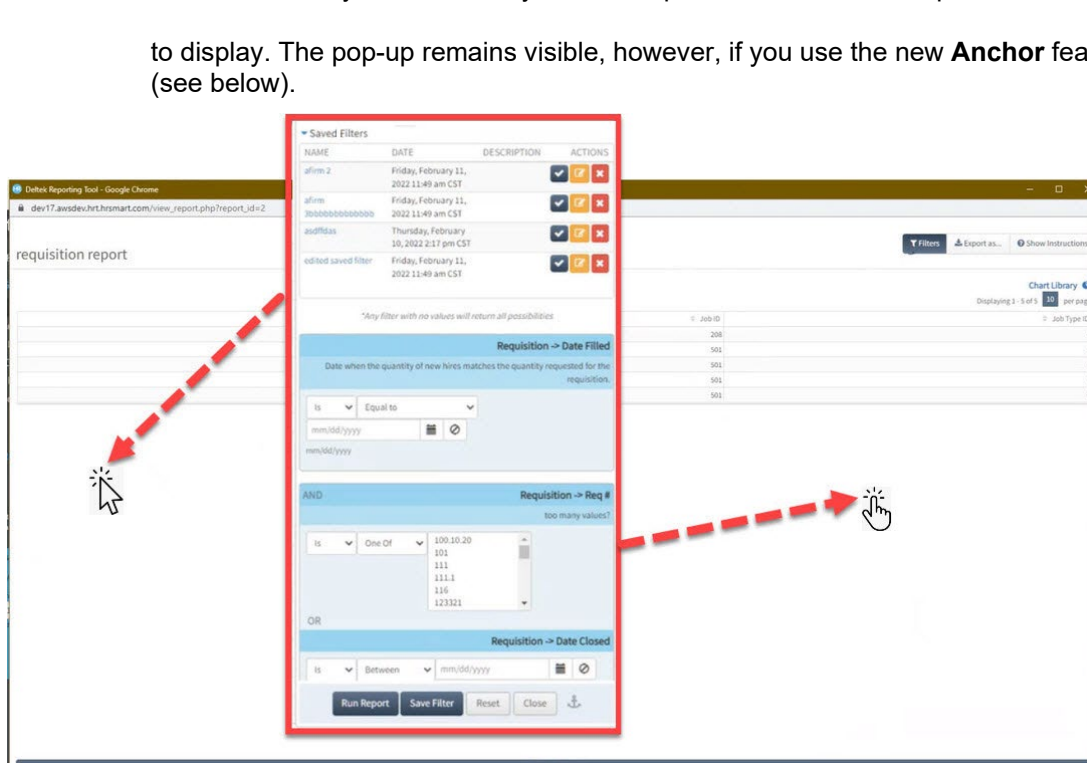 to display. The pop-up remains visible, however, if you use the new Anchor fea
(see below).
Saved Filters
NAME DATE DESCRIPTION ACTIONS
afirm 2 Friday, February 11,
2022 11:49 am CST
afirm Friday, February 11,
3bbbbbbbbbbbbb 2022 11:49 am CST
asdffdas Thursday, February
10, 2022 2:17 pm CST
edited saved filter Friday, February 11,
2022 11:49 am CST
Deltek Reporting Tool - Google Chrome
dev17.awsdev.hrt.hrsmart.com/view_report.php?report_id=2
requisition report
Filters Export as... Show Instructions
Chart Library
Displaying 1 - 5 of 5 10 per pag
Job ID Job Type ID
208
501
501
501
501
*Any filter with no values will return all possibilities
Requisition -> Date Filled
Date when the quantity of new hires matches the quantity requested for the
requisition.
Is Equal to
mm/dd/yyyy
mm/dd/yyyy
AND Requisition -> Req #
too many values?
Is One Of 100.10.20
101
111
111.1
116
123321
OR
Requisition -> Date Closed
Is Between mm/dd/yyyy
Run Report Save Filter Reset Close